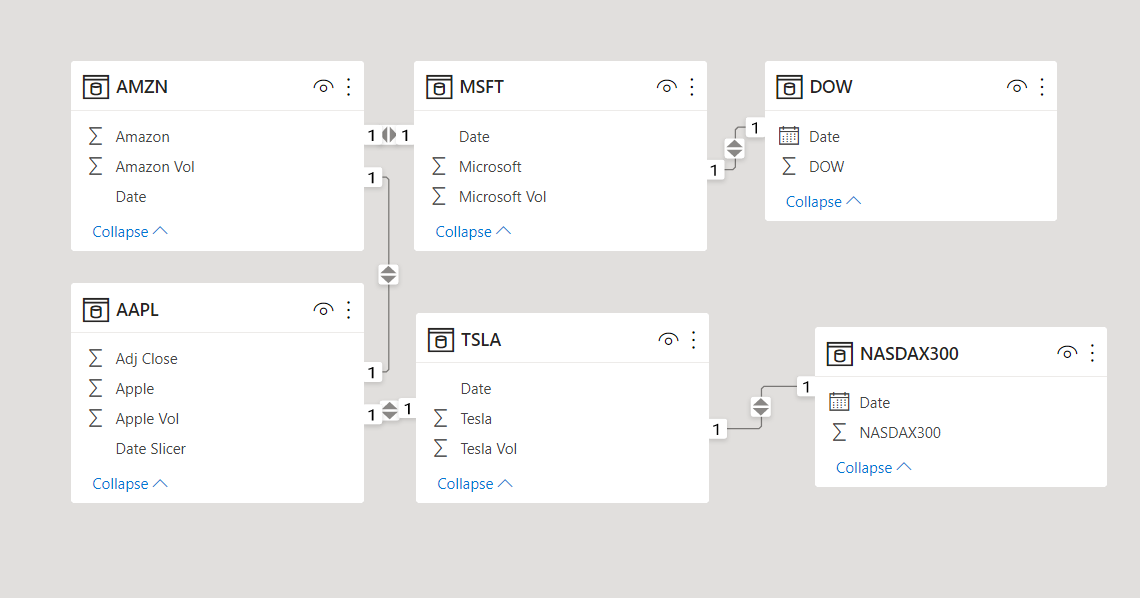 AMZN
Amazon
Amazon Vol
Date
Collapse
1
1
1
MSFT
Date
Microsoft
Microsoft Vol
Collapse
1
1
DOW
Date
DOW
Collapse
AAPL
Adj Close
Apple
Apple Vol
Date Slicer
Collapse
1
1
1
TSLA
Date
Tesla
Tesla Vol
Collapse
1
1
NASDAX300
Date
NASDAX300
Collapse